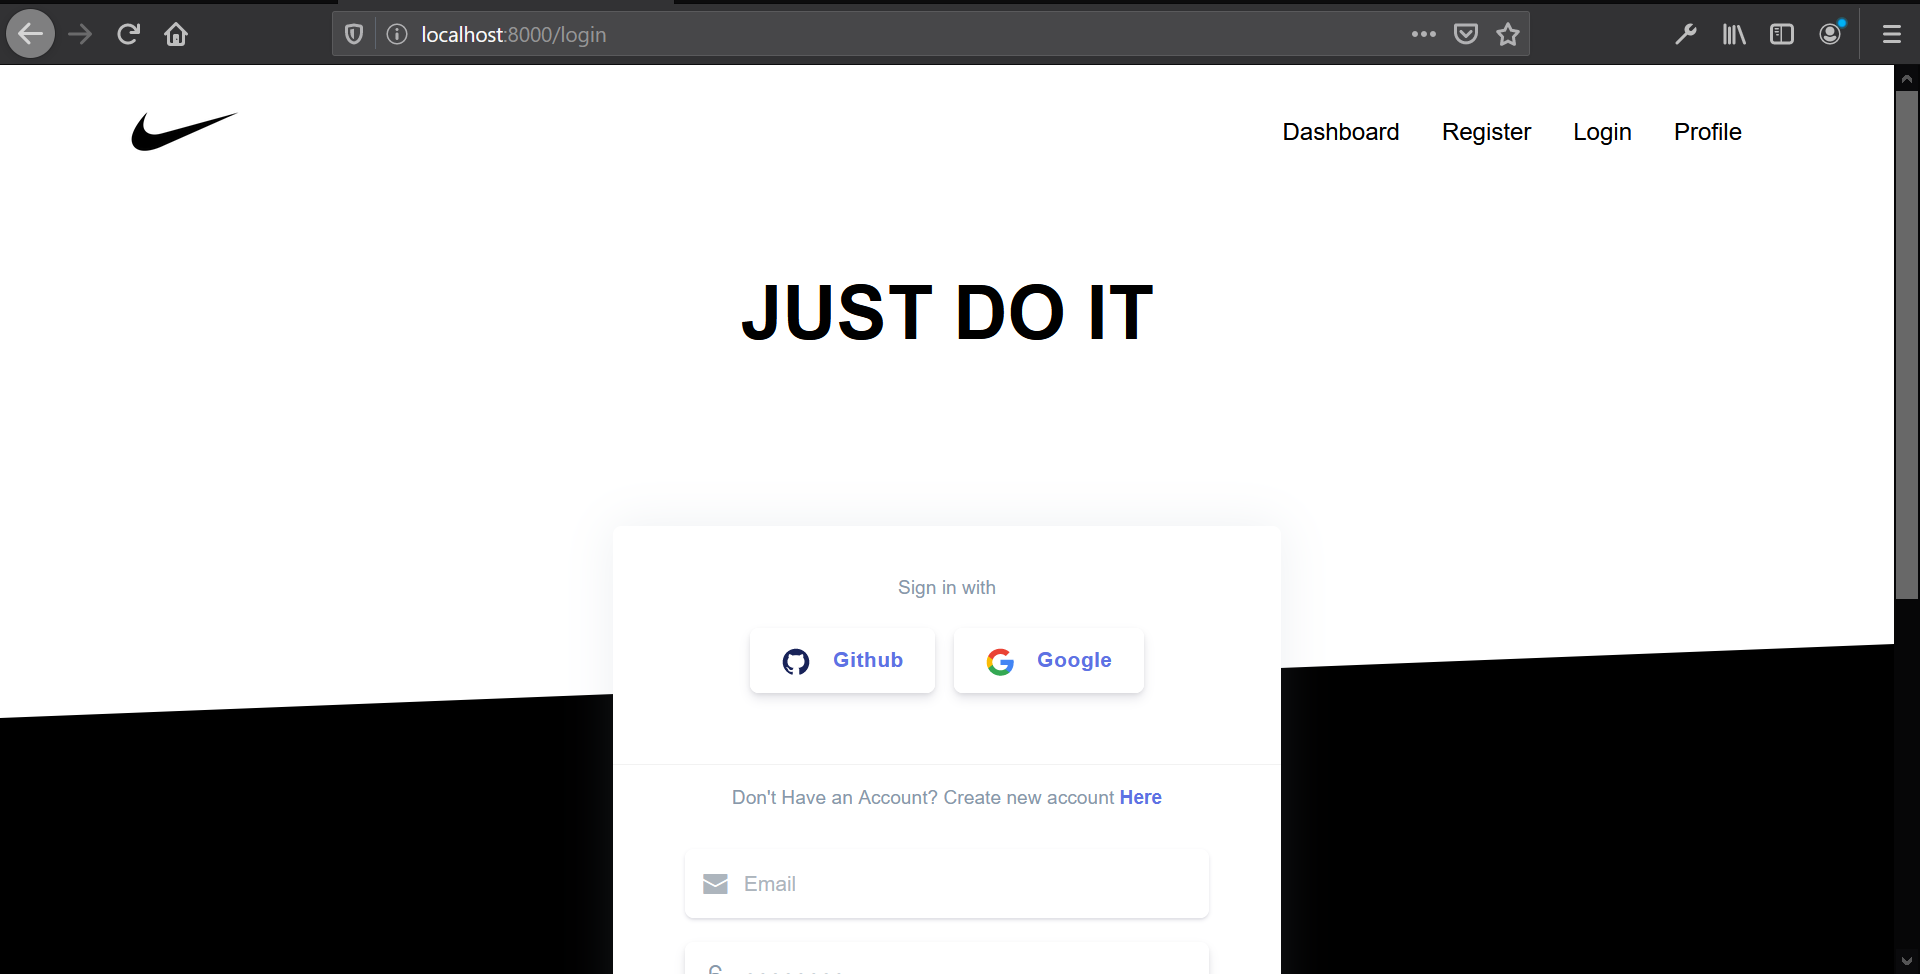 localhost:8000/login
Dashboard Register Login Profile
JUST DO IT
Sign in with
Github Google
Don't Have an Account? Create new account Here
Email